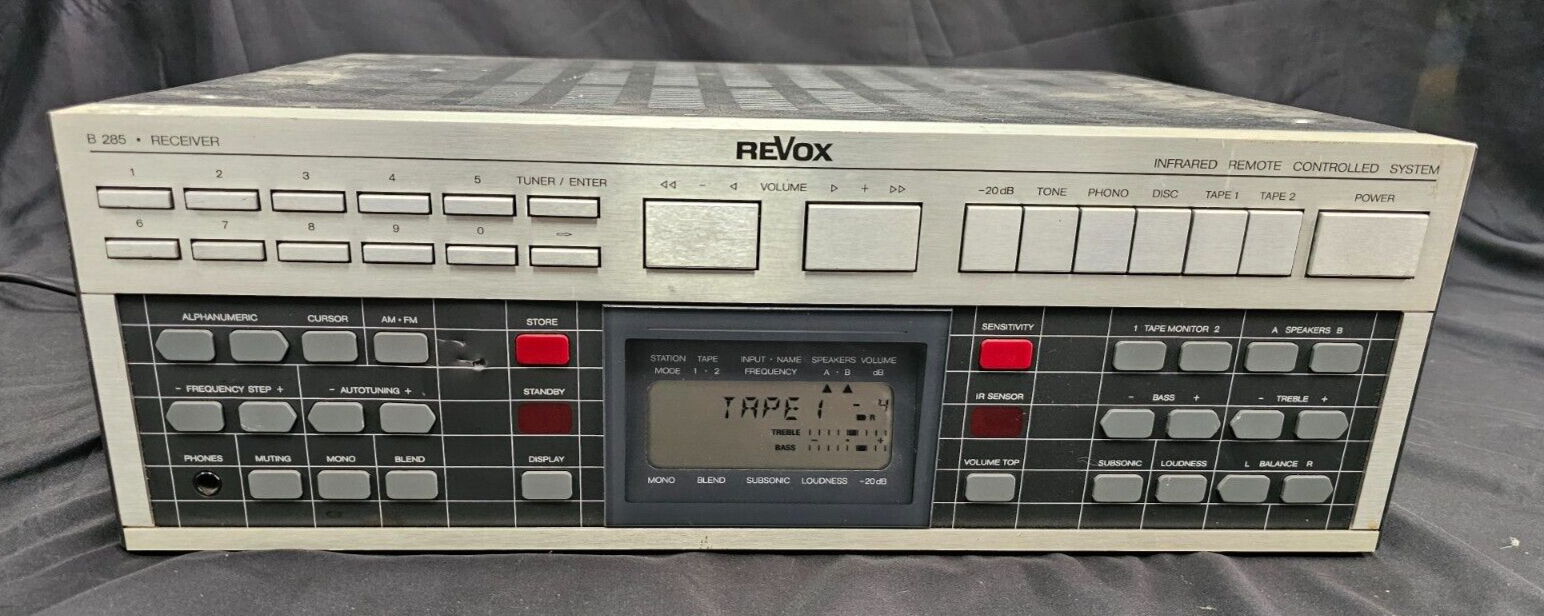 B 285 • RECEIVER
REVOX
INFRARED REMOTE CONTROLLED SYSTEM
1 2 3 4 5 TUNER / ENTER
- VOLUME +
-20 dB TONE PHONO DISC TAPE 1 TAPE 2 POWER
6 7 8 9 0
ALPHANUMERIC CURSOR AM • FM
STORE
SENSITIVITY
1 TAPE MONITOR 2
A SPEAKERS B
STATION TAPE INPUT • NAME SPEAKERS VOLUME
MODE 1 • 2 FREQUENCY A • B dB
- FREQUENCY STEP + - AUTOTUNING +
STANDBY
TAPE 1 - 4
R
TREBLE
- +
BASS
IR SENSOR
- BASS +
- TREBLE +
PHONES MUTING MONO BLEND
DISPLAY
MONO BLEND SUBSONIC LOUDNESS -20 dB
VOLUME TOP
SUBSONIC LOUDNESS L BALANCE R